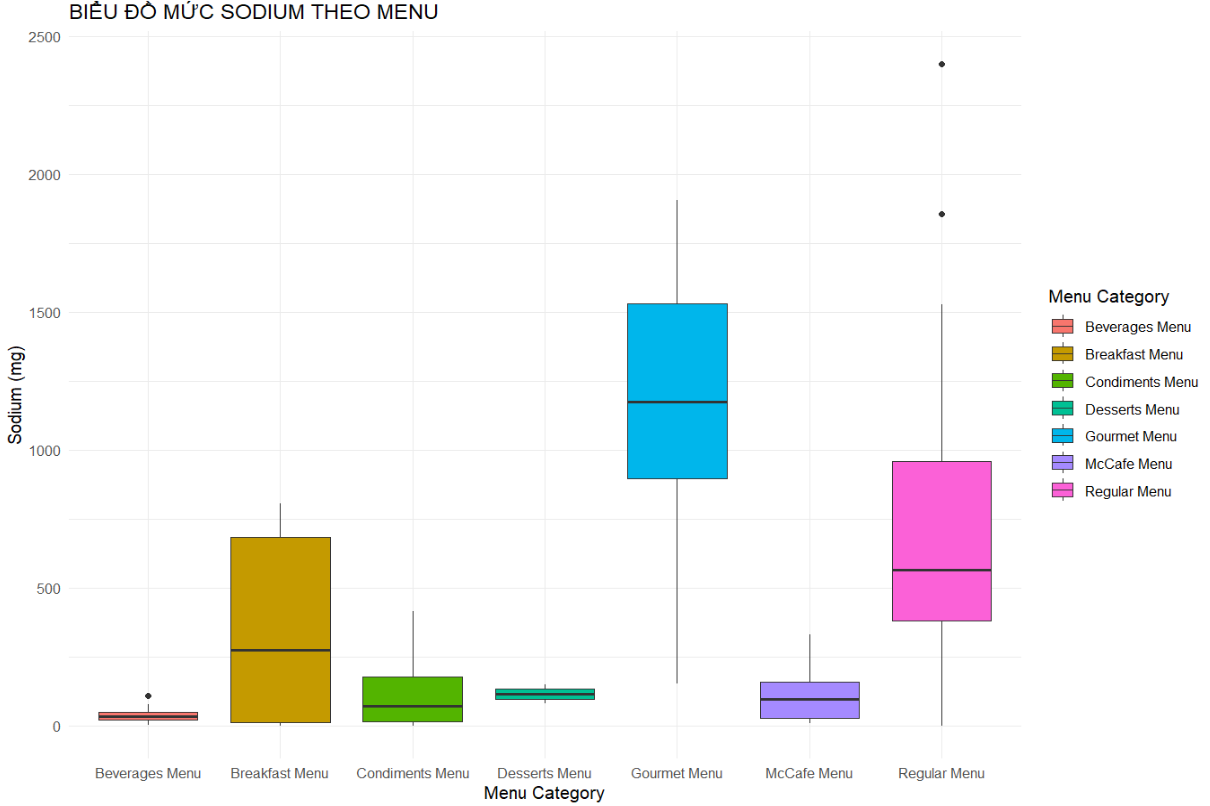 BIỂU ĐỒ MỨC SODIUM THEO MENU
2500
2000
1500
1000
500
0
Sodium (mg)
Beverages Menu
Breakfast Menu
Condiments Menu
Desserts Menu
Gourmet Menu
McCafe Menu
Regular Menu
Menu Category
Menu Category
Beverages Menu
Breakfast Menu
Condiments Menu
Desserts Menu
Gourmet Menu
McCafe Menu
Regular Menu